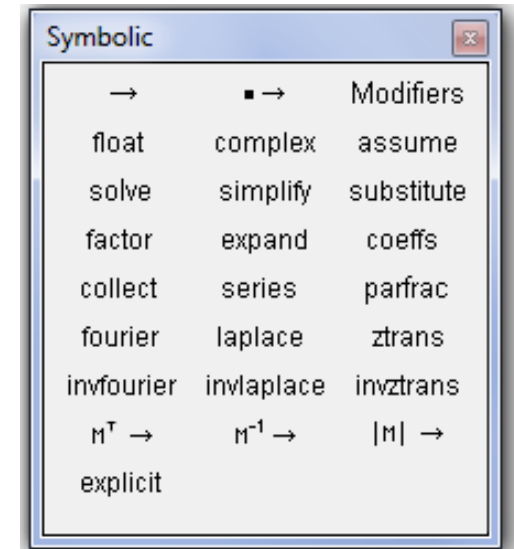 Symbolic
→ ▪ → Modifiers
float complex assume
solve simplify substitute
factor expand coeffs
collect series parfrac
fourier laplace ztrans
invfourier invlaplace invztrans
Mᵀ → M⁻¹ → |M| →
explicit